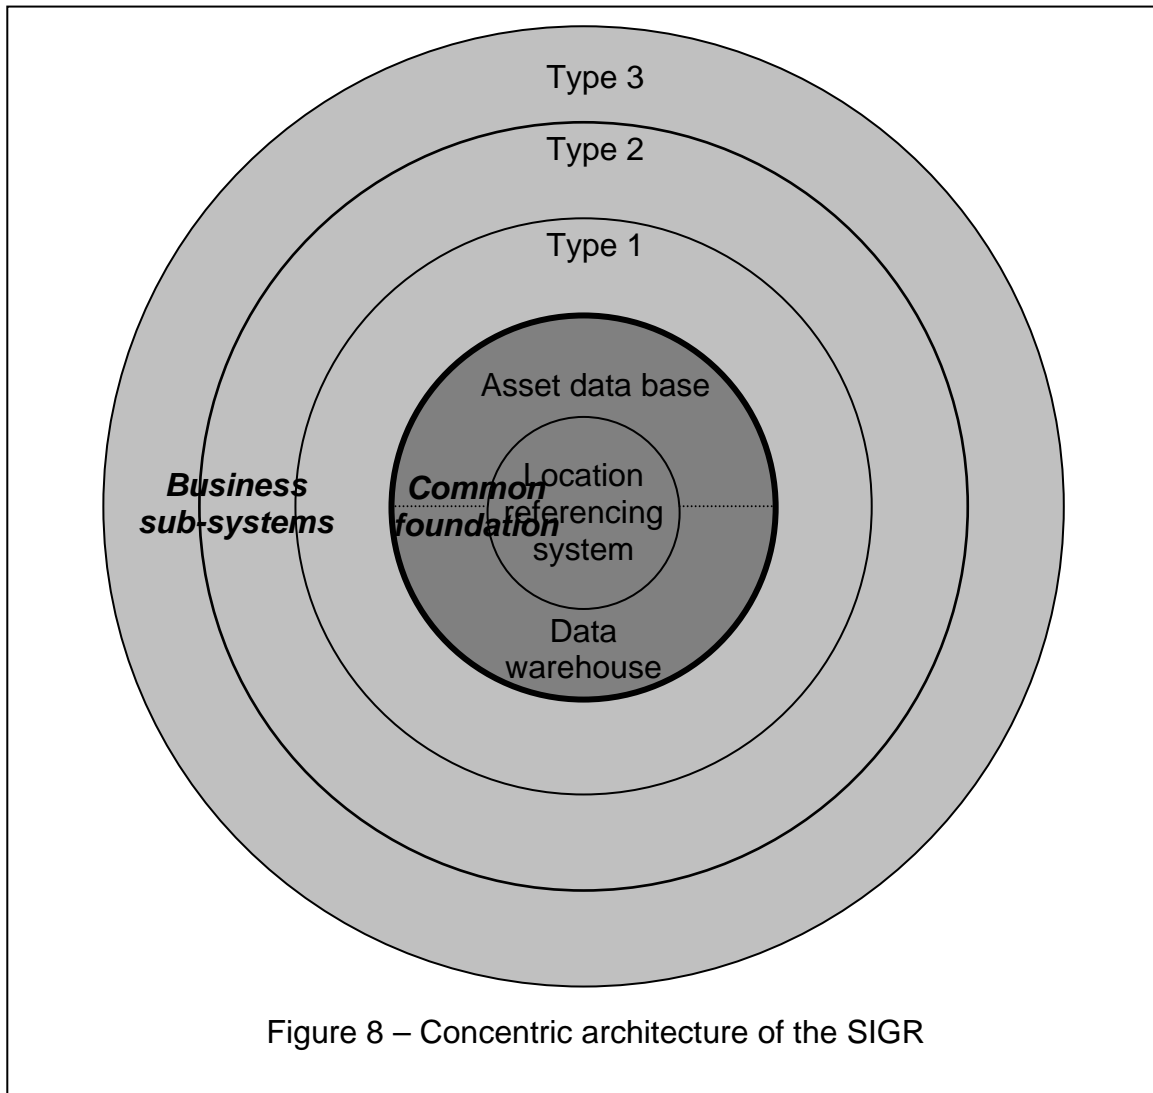 Type 3
Type 2
Type 1
Asset data base
Business
sub-systems
Common
foundation
Location
referencing
system
Data
warehouse
Figure 8 – Concentric architecture of the SIGR